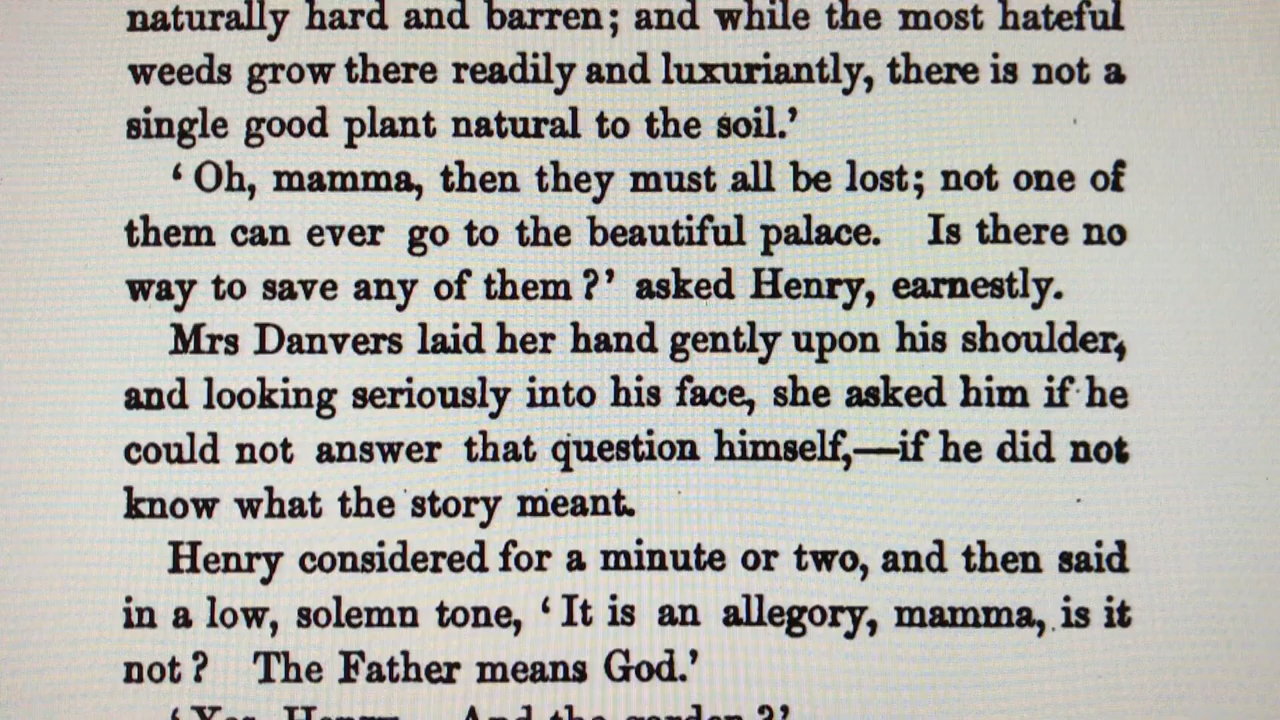 naturally hard and barren; and while the most hateful
weeds grow there readily and luxuriantly, there is not a
single good plant natural to the soil.’
‘ Oh, mamma, then they must all be lost; not one of
them can ever go to the beautiful palace. Is there no
way to save any of them ?’ asked Henry, earnestly.
Mrs Danvers laid her hand gently upon his shoulder,
and looking seriously into his face, she asked him if he
could not answer that question himself,—if he did not
know what the story meant.
Henry considered for a minute or two, and then said
in a low, solemn tone, ‘ It is an allegory, mamma, is it
not ? The Father means God.’
‘ Yes, Henry. And the garden ?’